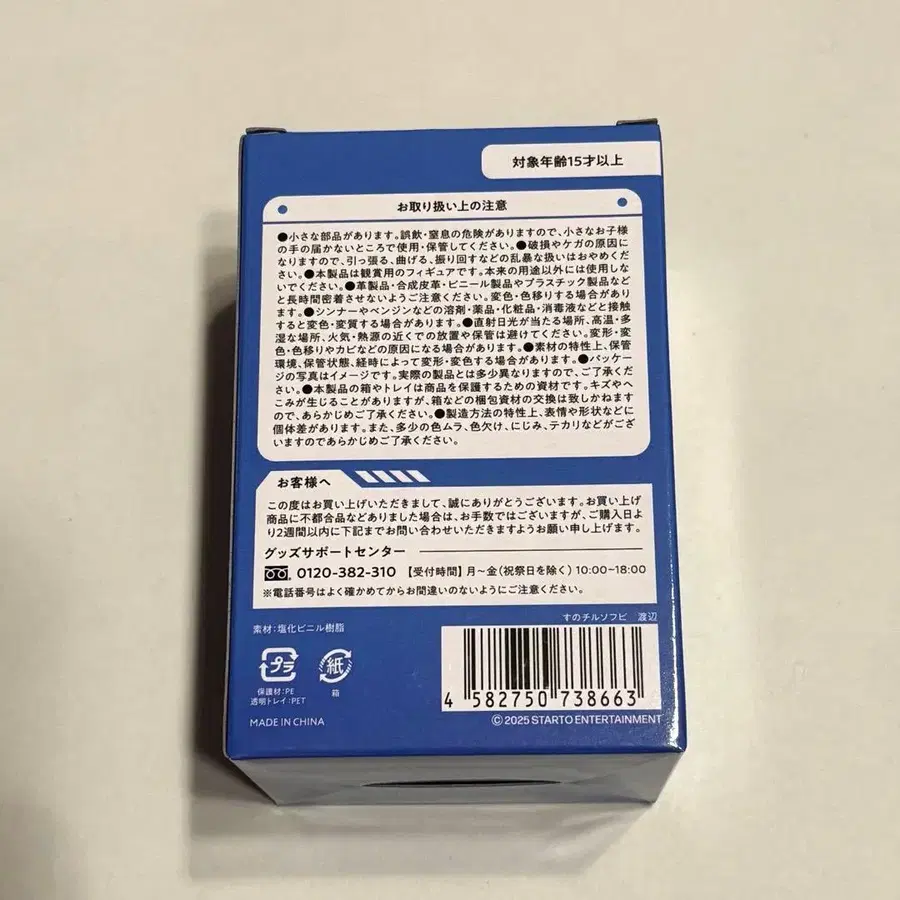 対象年齢15才以上
お取り扱い上の注意
●小さな部品があります。誤飲・窒息の危険がありますので、小さなお子様
の手の届かないところで使用・保管してください。●破損やケガの原因に
なりますので、引っ張る、曲げる、振り回すなどの乱暴な扱いはおやめくだ
さい。●本製品は観賞用のフィギュアです。本来の用途以外には使用しな
いでください。●革製品・合成皮革・ビニール製品やプラスチック製品など
と長時間密着させないようご注意ください。変色・色移りする場合がありま
す。●シンナーやベンジンなどの溶剤・薬品・化粧品・消毒液などと接触
すると変色・変質する場合があります。●直射日光が当たる場所、高温・多
湿な場所、火気・熱源の近くでの放置や保管は避けてください。変形・変
色・色移りやカビなどの原因になる場合があります。●素材の特性上、保管
環境、保管状態、経時によって変形・変色する場合があります。●パッケー
ジの写真はイメージです。実際の製品とは多少異なりますので、ご了承くだ
さい。●本製品の箱やトレイは商品を保護するための資材です。キズやへ
こみが生じることがありますが、箱などの梱包資材の交換は致しかねます
ので、あらかじめご了承ください。●製造方法の特性上、表情や形状などに
個体差があります。また、多少の色ムラ、色欠け、にじみ、テカリなどがござ
いますのであらかじめご了承ください。
お客様へ
この度はお買い上げいただきまして、誠にありがとうございます。お買い上げ
商品に不都合品などありました場合は、お手数ではございますが、ご購入日よ
り2週間以内に下記までお問い合わせいただきますようお願い申し上げます。
グッズサポートセンター
0120-382-310 【受付時間】月～金(祝祭日を除く)10:00~18:00
※電話番号はよく確かめてからお間違いのないようにご注意ください。
すのチルソフビ 渡辺
素材:塩化ビニル樹脂
プラ
紙
保護材:PE
透明トレイ:PET
箱
4 582750 738663
MADE IN CHINA
© 2025 STARTO ENTERTAINMENT